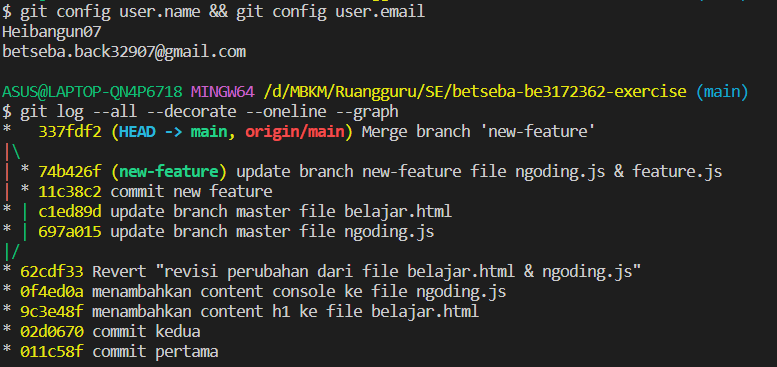 $ git config user.name && git config user.email
Heibangun07
betseba.back32907@gmail.com
ASUS@LAPTOP-QN4P6718 MINGW64 /d/MBKM/Ruangguru/SE/betseba-be3172362-exercise (main)
$ git log --all --decorate --oneline --graph
*   337fdf2 (HEAD -> main, origin/main) Merge branch 'new-feature'
|\
| * 74b426f (new-feature) update branch new-feature file ngoding.js & feature.js
| * 11c38c2 commit new feature
* | c1ed89d update branch master file belajar.html
* | 697a015 update branch master file ngoding.js
|/
* 62cdf33 Revert "revisi perubahan dari file belajar.html & ngoding.js"
* 0f4ed0a menambahkan content console ke file ngoding.js
* 9c3e48f menambahkan content h1 ke file belajar.html
* 02d0670 commit kedua
* 011c58f commit pertama